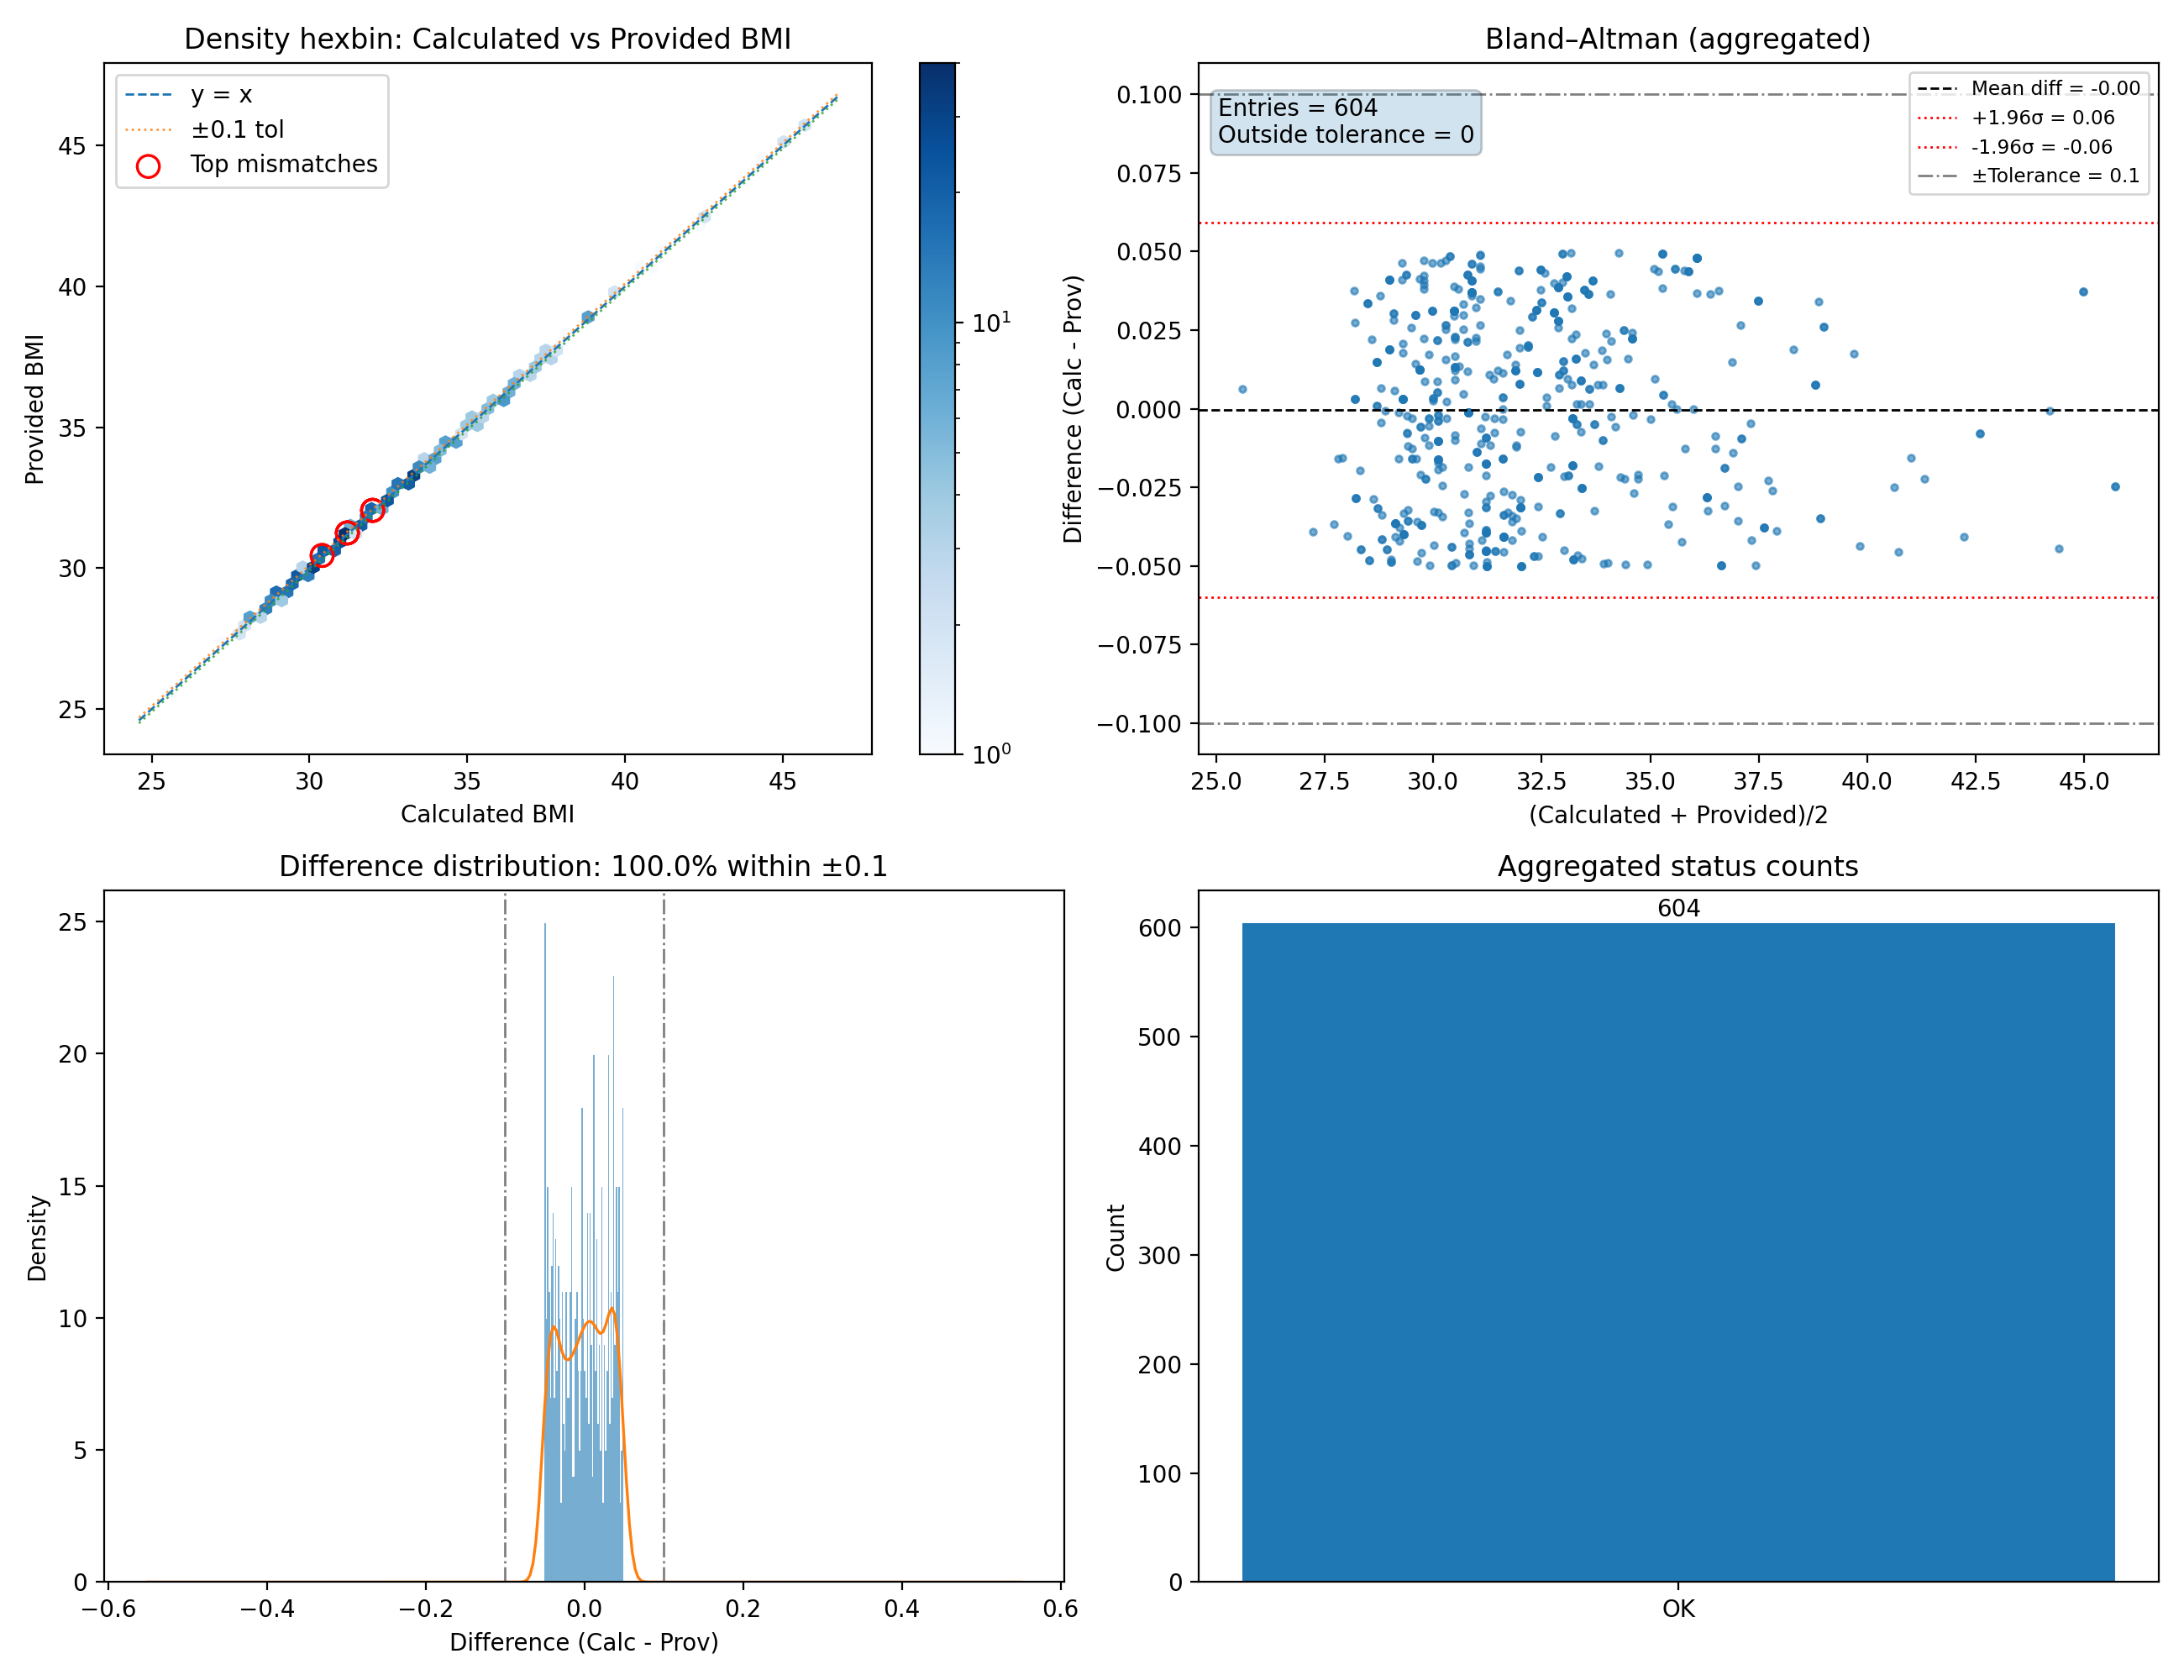 Density hexbin: Calculated vs Provided BMI
y = x
±0.1 tol
Top mismatches
45
40
35
30
25
Provided BMI
25
30
35
40
45
Calculated BMI
10¹
10⁰
Bland–Altman (aggregated)
Entries = 604
Outside tolerance = 0
Mean diff = -0.00
+1.96σ = 0.06
-1.96σ = -0.06
±Tolerance = 0.1
0.100
0.075
0.050
0.025
0.000
−0.025
−0.050
−0.075
−0.100
Difference (Calc - Prov)
25.0
27.5
30.0
32.5
35.0
37.5
40.0
42.5
45.0
(Calculated + Provided)/2
Difference distribution: 100.0% within ±0.1
25
20
15
10
5
0
Density
−0.6
−0.4
−0.2
0.0
0.2
0.4
0.6
Difference (Calc - Prov)
Aggregated status counts
604
600
500
400
300
200
100
0
Count
OK